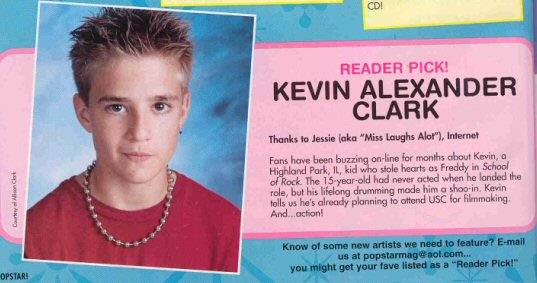 CD!
READER PICK!
KEVIN ALEXANDER
CLARK
Thanks to Jessie (aka "Miss Laughs Alot"), Internet
Fans have been buzzing on-line for months about Kevin, a
Highland Park, IL, kid who stole hearts as Freddy in School
of Rock. The 15-year-old had never acted when he landed the
role, but his lifelong drumming made him a shoo-in. Kevin
tells us he's already planning to attend USC for filmmaking.
And...action!
Know of some new artists we need to feature? E-mail
us at popstarmag@aol.com...
you might get your fave listed as a "Reader Pick!"
Courtesy of Allison Clark
OPSTAR!